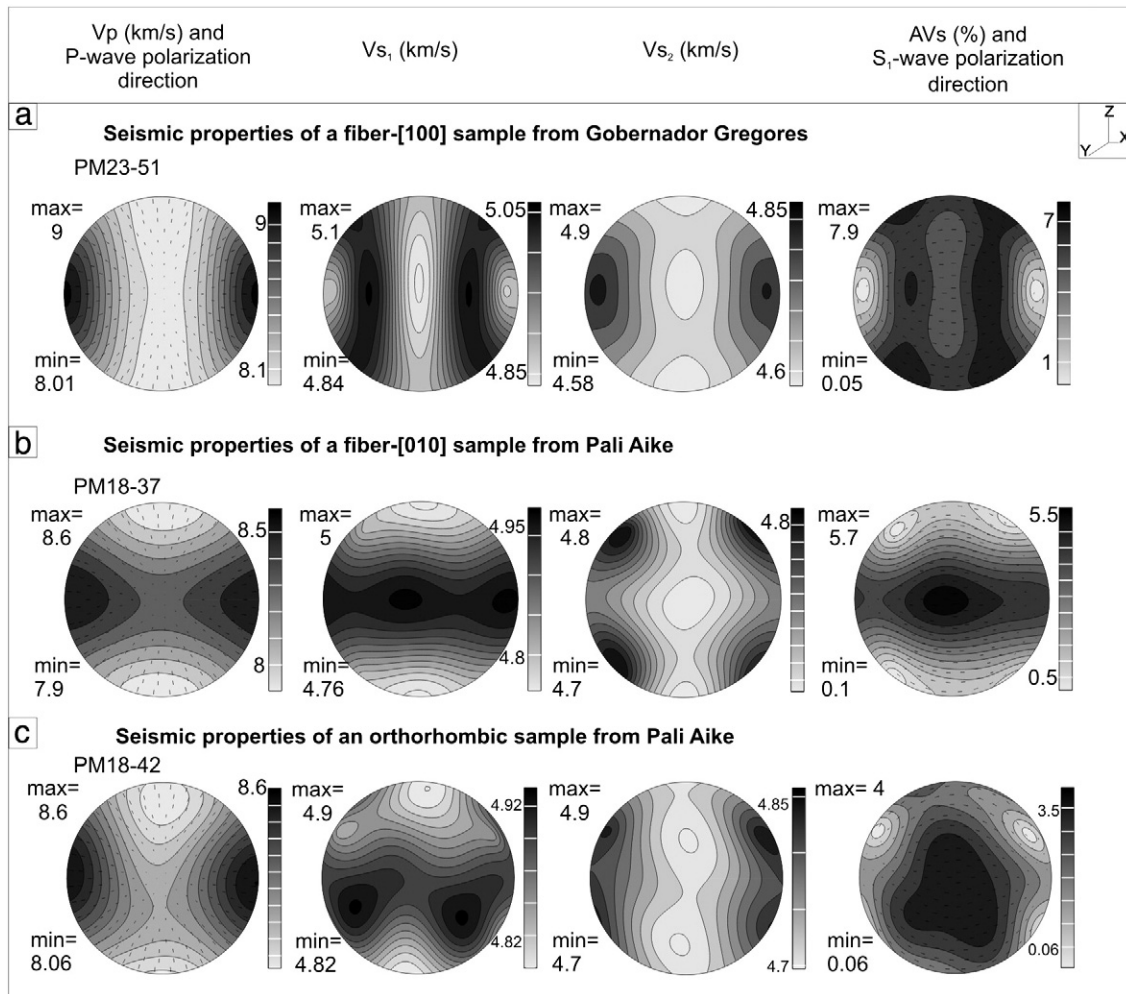 Vp (km/s) and
P-wave polarization
direction
Vs₁ (km/s)
Vs₂ (km/s)
AVs (%) and
S₁-wave polarization
direction
a
Seismic properties of a fiber-[100] sample from Gobernador Gregores
Z
X
Y
PM23-51
max=
9
min=
8.01
9
8.1
max=
5.1
min=
4.84
5.05
4.85
max=
4.9
min=
4.58
4.85
4.6
max=
7.9
min=
0.05
7
1
b
Seismic properties of a fiber-[010] sample from Pali Aike
PM18-37
max=
8.6
min=
7.9
8.5
8
max=
5
min=
4.76
4.95
4.8
max=
4.8
min=
4.7
4.8
max=
5.7
min=
0.1
5.5
0.5
c
Seismic properties of an orthorhombic sample from Pali Aike
PM18-42
max=
8.6
min=
8.06
8.6
max=
4.9
min=
4.82
4.92
4.82
max=
4.9
min=
4.7
4.85
4.7
max= 4
min=
0.06
3.5
0.06